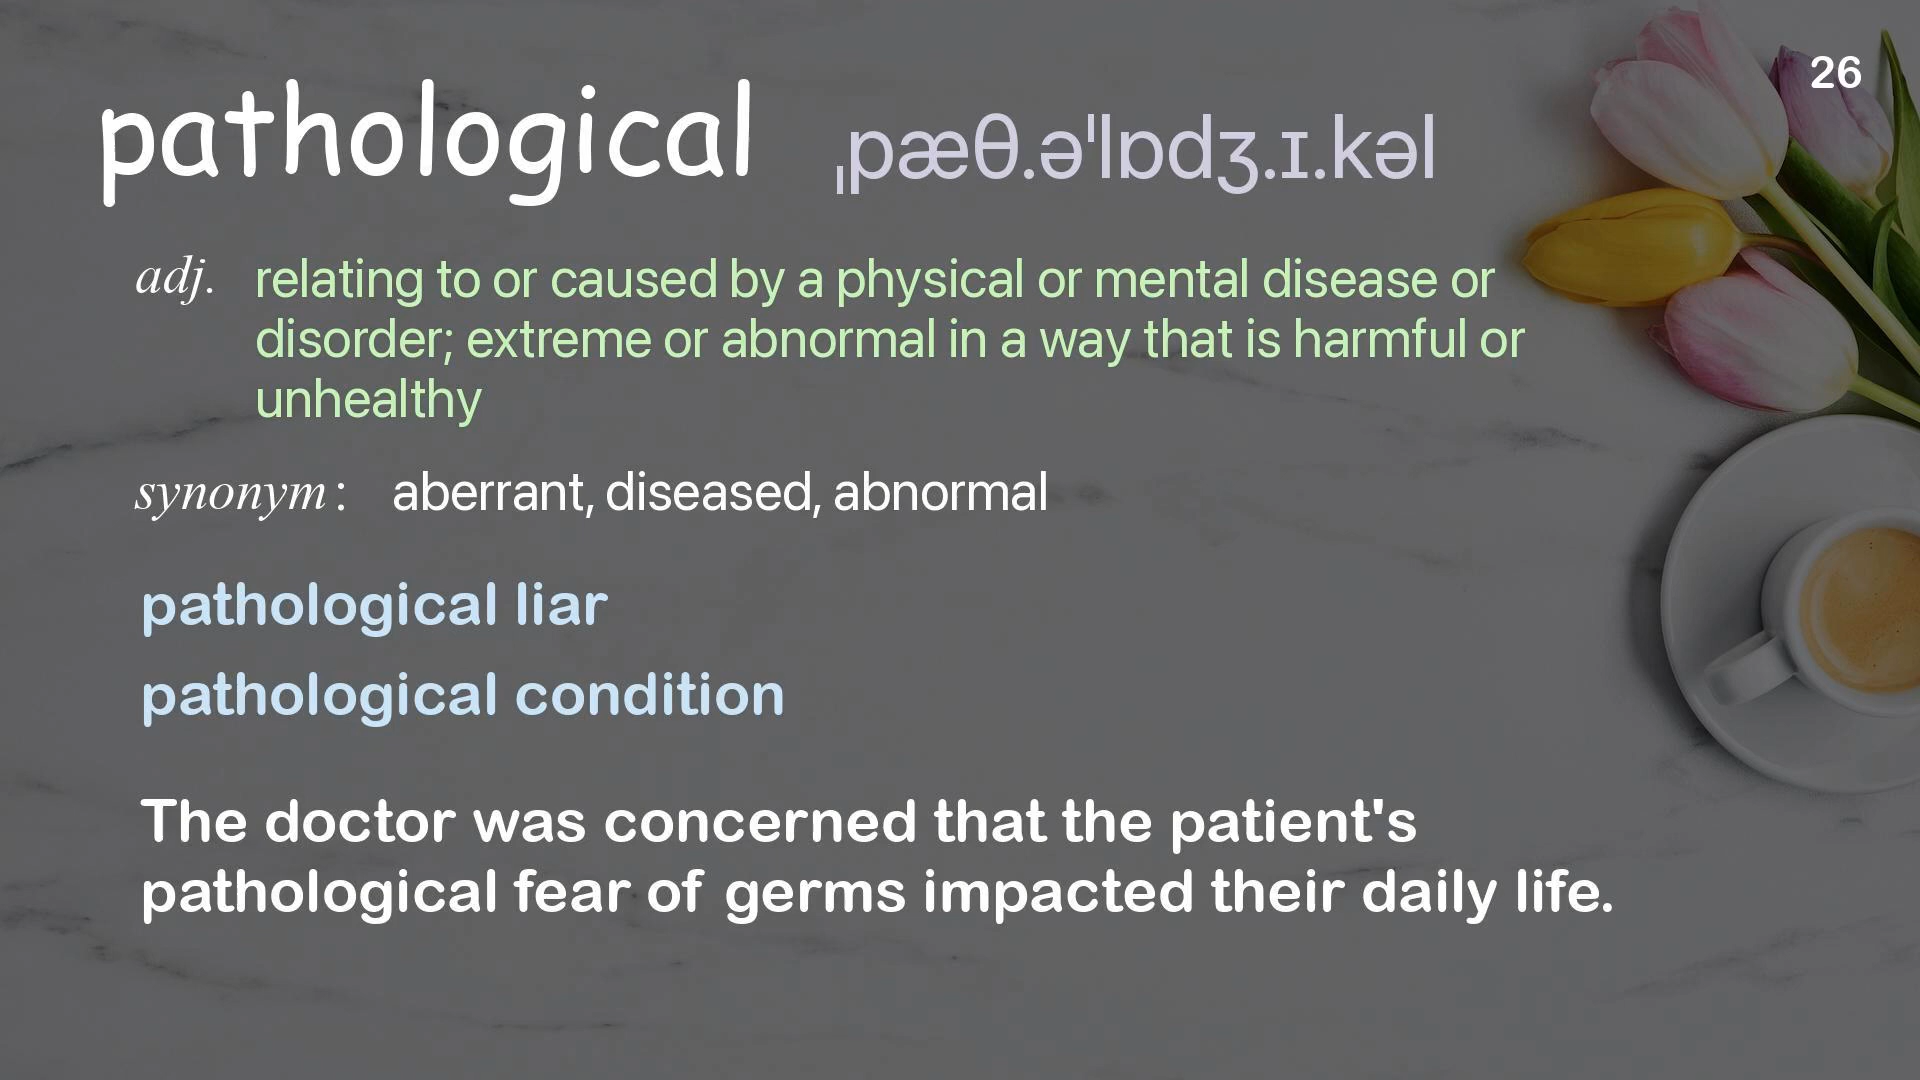 26
pathological ˌpæθ.əˈlɒdʒ.ɪ.kəl
adj. relating to or caused by a physical or mental disease or
disorder; extreme or abnormal in a way that is harmful or
unhealthy
synonym: aberrant, diseased, abnormal
pathological liar
pathological condition
The doctor was concerned that the patient's
pathological fear of germs impacted their daily life.